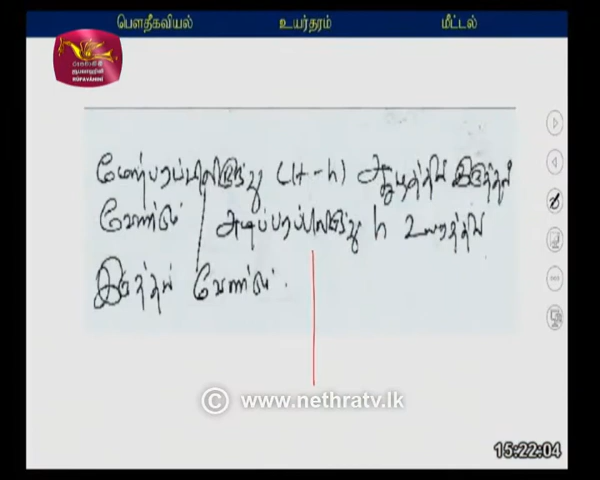 பௌதீகவியல் உயர்தரம் மீட்டல்
RUPAVAHINI
மேண்பரப்பிலிருந்து (H-h) ஆழத்தில் இருத்தல்
வேண்டும் / அடிப்பரப்பிலிருந்து h உயரத்தில்
இருத்தல் வேண்டும்.
© www.nethratv.lk
15:22:04